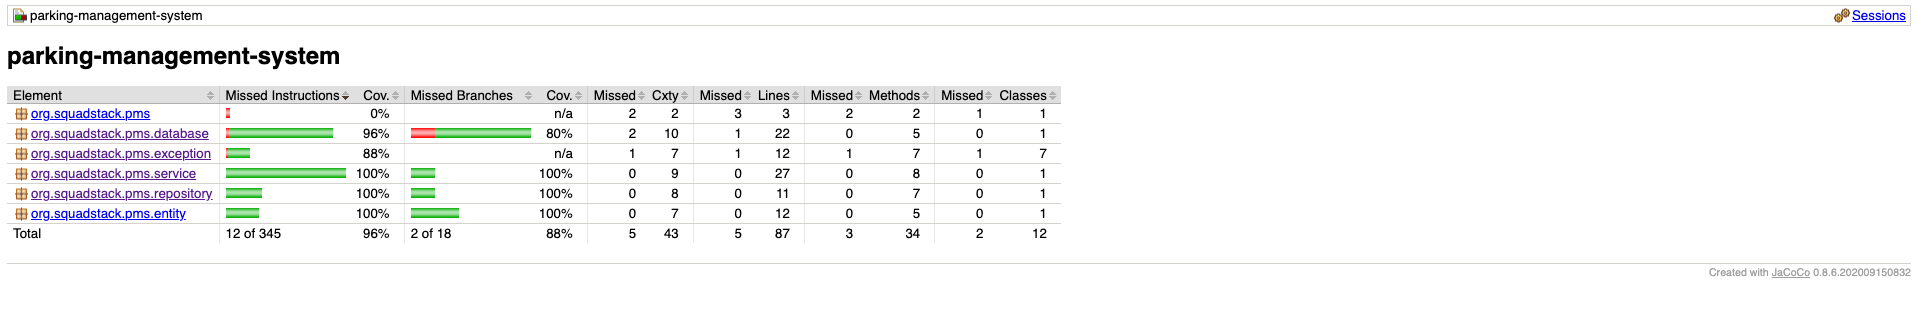 parking-management-system Sessions
parking-management-system
Element Missed Instructions Cov. Missed Branches Cov. Missed Cxty Missed Lines Missed Methods Missed Classes
org.squadstack.pms 0% n/a 2 2 3 3 2 2 1 1
org.squadstack.pms.database 96% 80% 2 10 1 22 0 5 0 1
org.squadstack.pms.exception 88% n/a 1 7 1 12 1 7 1 7
org.squadstack.pms.service 100% 100% 0 9 0 27 0 8 0 1
org.squadstack.pms.repository 100% 100% 0 8 0 11 0 7 0 1
org.squadstack.pms.entity 100% 100% 0 7 0 12 0 5 0 1
Total 12 of 345 96% 2 of 18 88% 5 43 5 87 3 34 2 12
Created with JaCoCo 0.8.6.202009150832